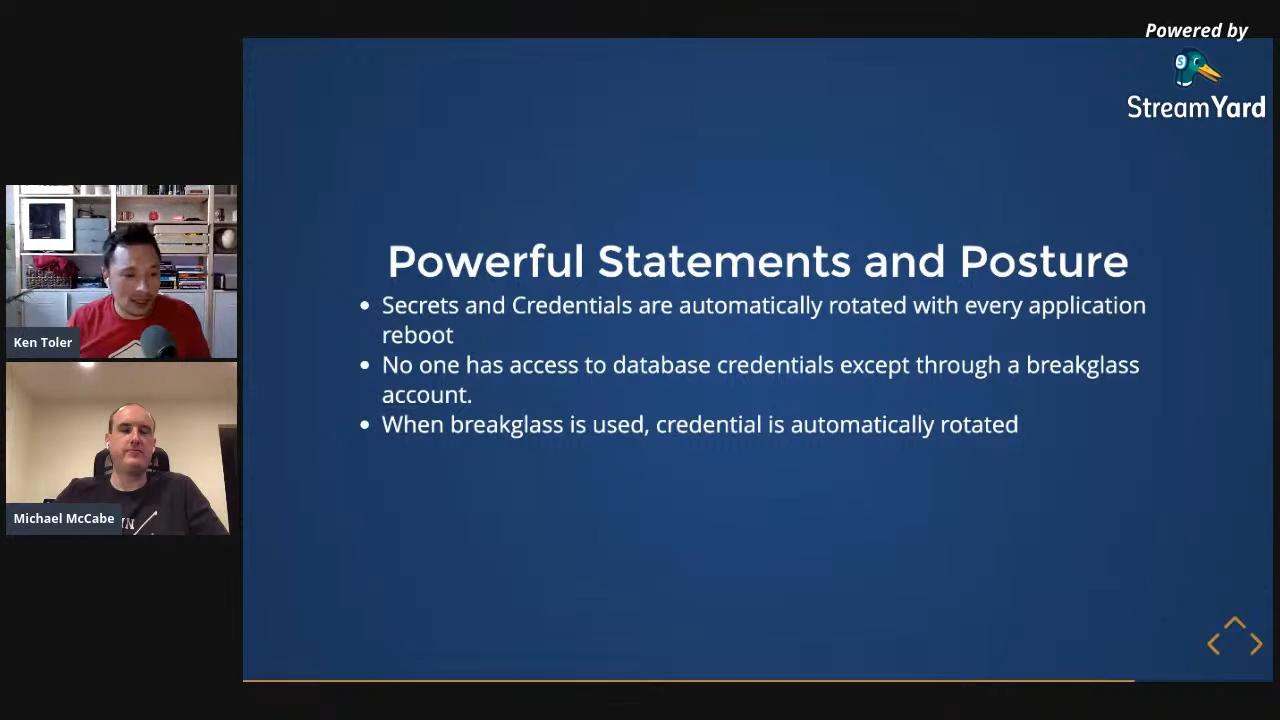 Powered by
StreamYard
Powerful Statements and Posture
• Secrets and Credentials are automatically rotated with every application
reboot
• No one has access to database credentials except through a breakglass
account.
• When breakglass is used, credential is automatically rotated
Ken Toler
Michael McCabe